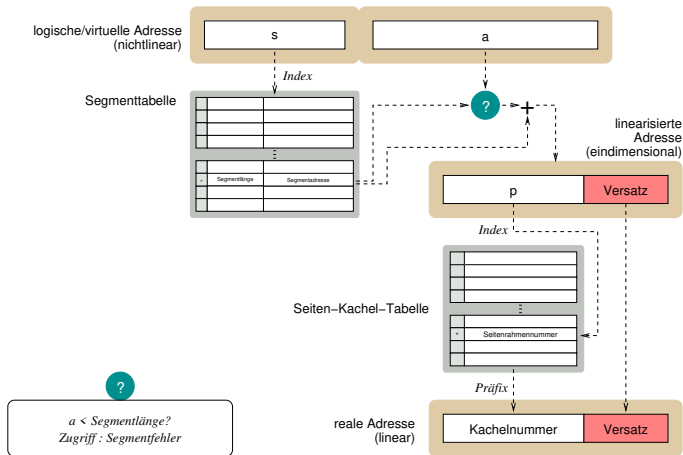 logische/virtuelle Adresse
(nichtlinear)
s
a
Index
Segmenttabelle
?
+
linearisierte
Adresse
(eindimensional)
* Segmentlänge Segmentadresse
p
Versatz
Index
Seiten−Kachel−Tabelle
* Seitenrahmennummer
Präfix
?
a < Segmentlänge?
Zugriff : Segmentfehler
reale Adresse
(linear)
Kachelnummer
Versatz